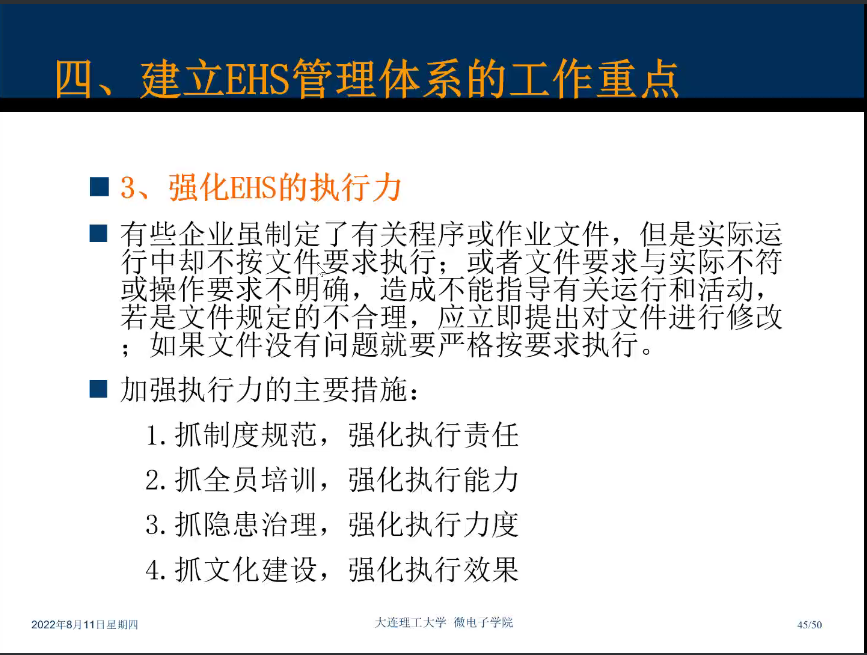 四、建立EHS管理体系的工作重点
3、强化EHS的执行力
有些企业虽制定了有关程序或作业文件，但是实际运
行中却不按文件要求执行；或者文件要求与实际不符
或操作要求不明确，造成不能指导有关运行和活动，
若是文件规定的不合理，应立即提出对文件进行修改
；如果文件没有问题就要严格按要求执行。
加强执行力的主要措施：
1.抓制度规范，强化执行责任
2.抓全员培训，强化执行能力
3.抓隐患治理，强化执行力度
4.抓文化建设，强化执行效果
2022年8月11日星期四
大连理工大学 微电子学院
45/50